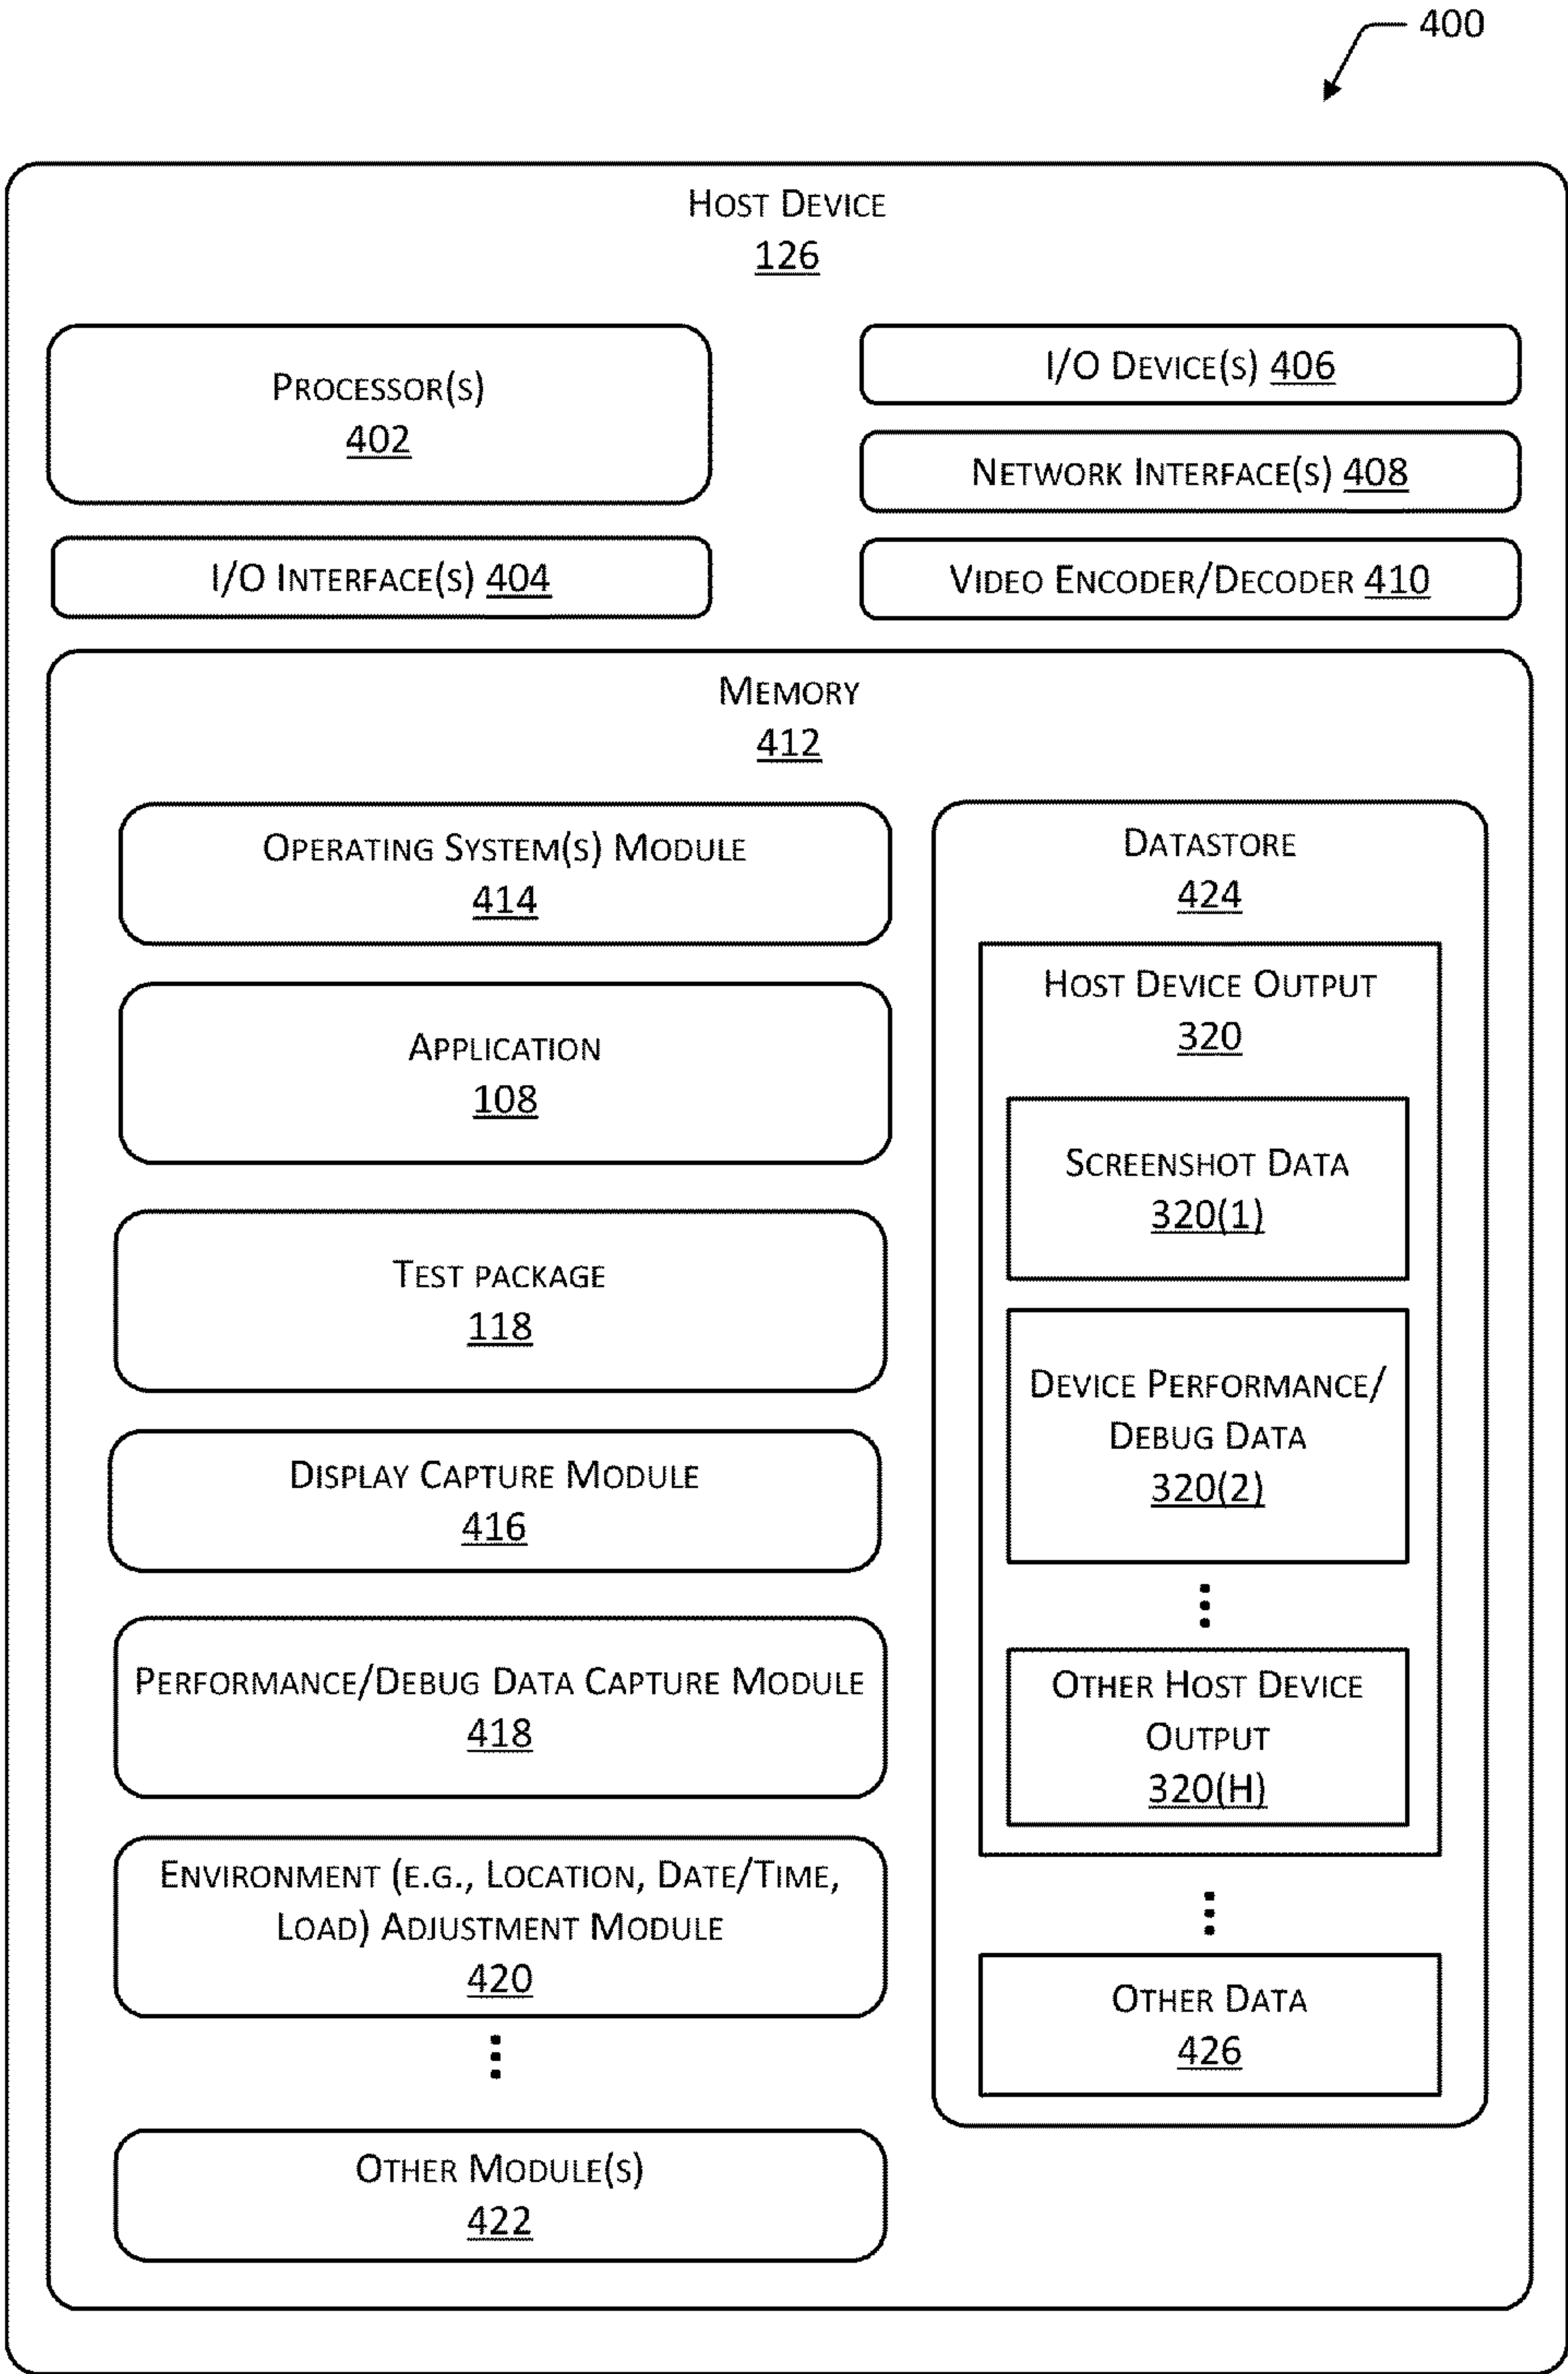 400
Host Device
126
Processor(s)
402
I/O Interface(s) 404
I/O Device(s) 406
Network Interface(s) 408
Video Encoder/Decoder 410
Memory
412
Operating System(s) Module
414
Application
108
Test package
118
Display Capture Module
416
Performance/Debug Data Capture Module
418
Environment (e.g., Location, Date/Time,
Load) Adjustment Module
420
Other Module(s)
422
Datastore
424
Host Device Output
320
Screenshot Data
320(1)
Device Performance/
Debug Data
320(2)
Other Host Device
Output
320(H)
Other Data
426